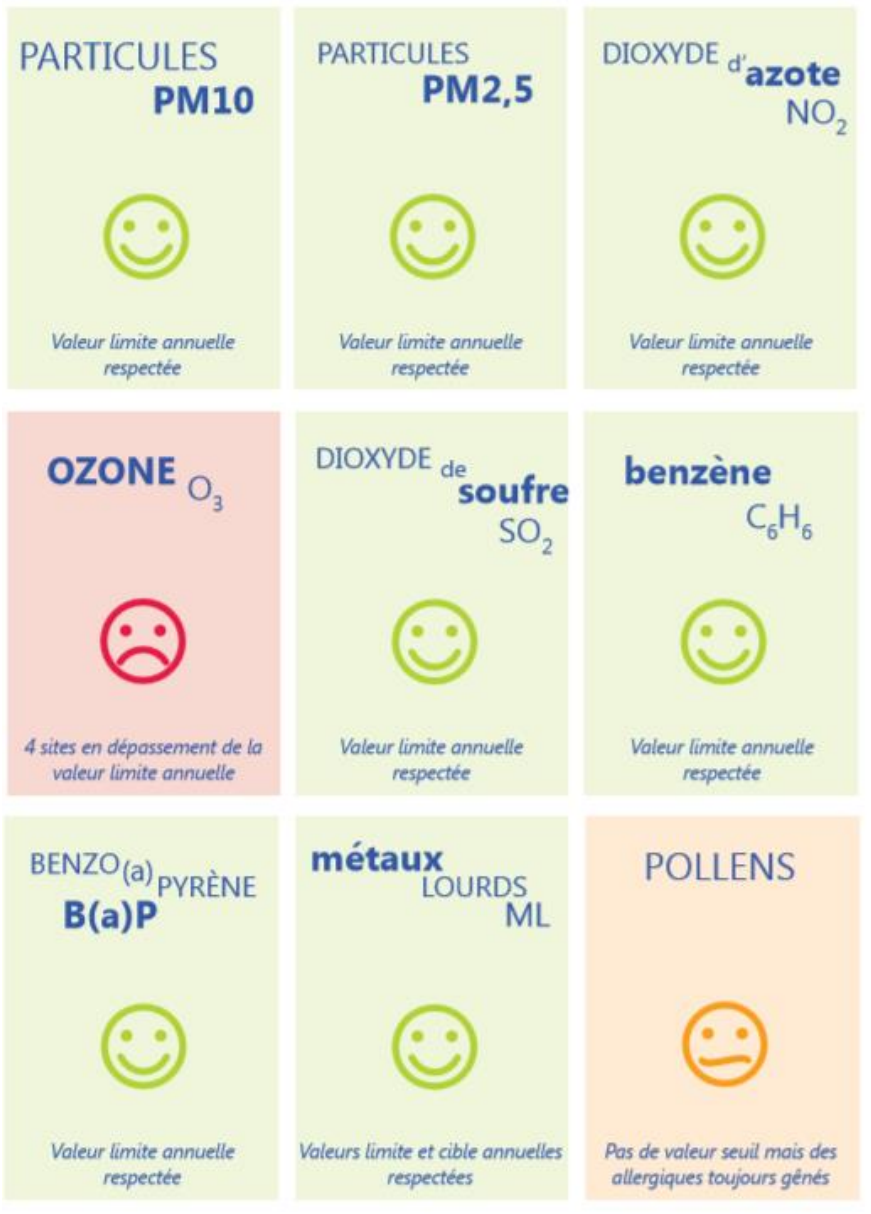 PARTICULES
PM10
Valeur limite annuelle
respectée
PARTICULES
PM2,5
Valeur limite annuelle
respectée
DIOXYDE d'azote
NO₂
Valeur limite annuelle
respectée
OZONE O₃
4 sites en dépassement de la
valeur limite annuelle
DIOXYDE de
soufre
SO₂
Valeur limite annuelle
respectée
benzène
C₆H₆
Valeur limite annuelle
respectée
BENZO(a)PYRÈNE
B(a)P
Valeur limite annuelle
respectée
métaux
LOURDS
ML
Valeurs limite et cible annuelles
respectées
POLLENS
Pas de valeur seuil mais des
allergiques toujours gênés